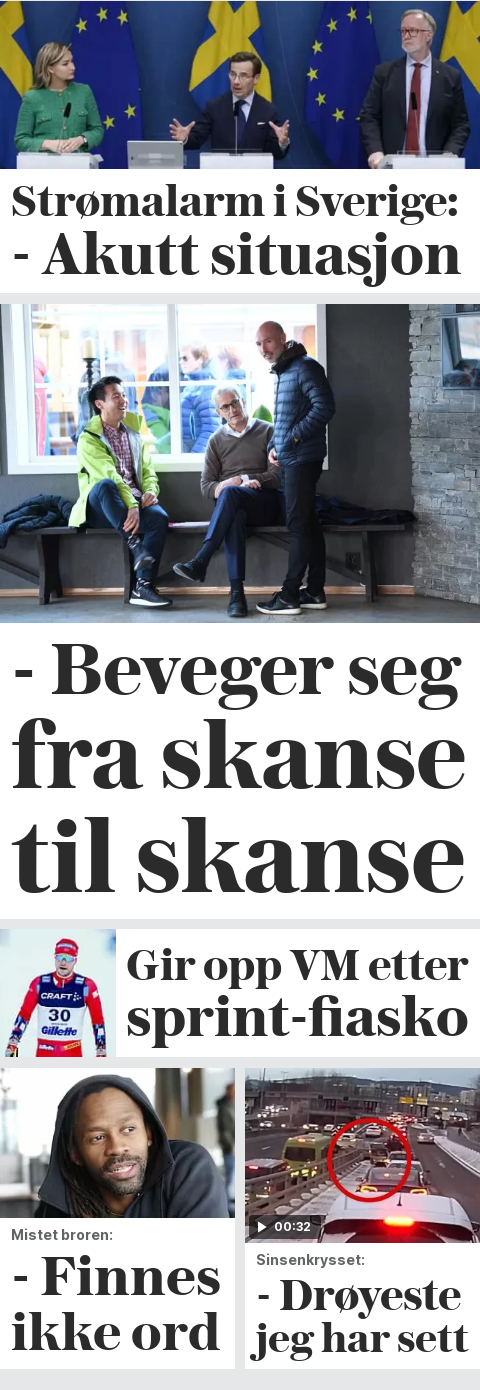 Strømalarm i Sverige:
- Akutt situasjon
- Beveger seg
fra skanse
til skanse
CRAFT
30
Gillette
Gir opp VM etter
sprint-fiasko
Mistet broren:
- Finnes
ikke ord
00:32
Sinsenkrysset:
- Drøyeste
jeg har sett